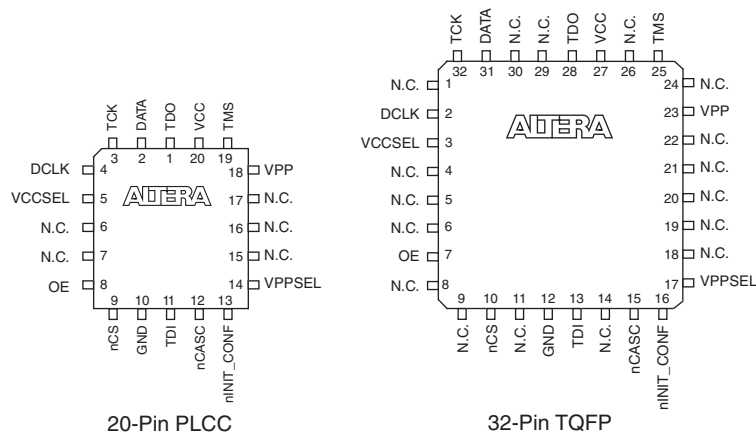 TCK
DATA
TDO
VCC
TMS
3
2
1
20
19
DCLK 4
VCCSEL 5
N.C. 6
N.C. 7
OE 8
ALTERA
18 VPP
17 N.C.
16 N.C.
15 N.C.
14 VPPSEL
9
10
11
12
13
nCS
GND
TDI
nCASC
nINIT_CONF
20-Pin PLCC
TCK
DATA
N.C.
N.C.
TDO
VCC
N.C.
TMS
32
31
30
29
28
27
26
25
N.C. 1
DCLK 2
VCCSEL 3
N.C. 4
N.C. 5
N.C. 6
OE 7
N.C. 8
ALTERA
24 N.C.
23 VPP
22 N.C.
21 N.C.
20 N.C.
19 N.C.
18 N.C.
17 VPPSEL
9
10
11
12
13
14
15
16
N.C.
nCS
N.C.
GND
TDI
N.C.
nCASC
nINIT_CONF
32-Pin TQFP